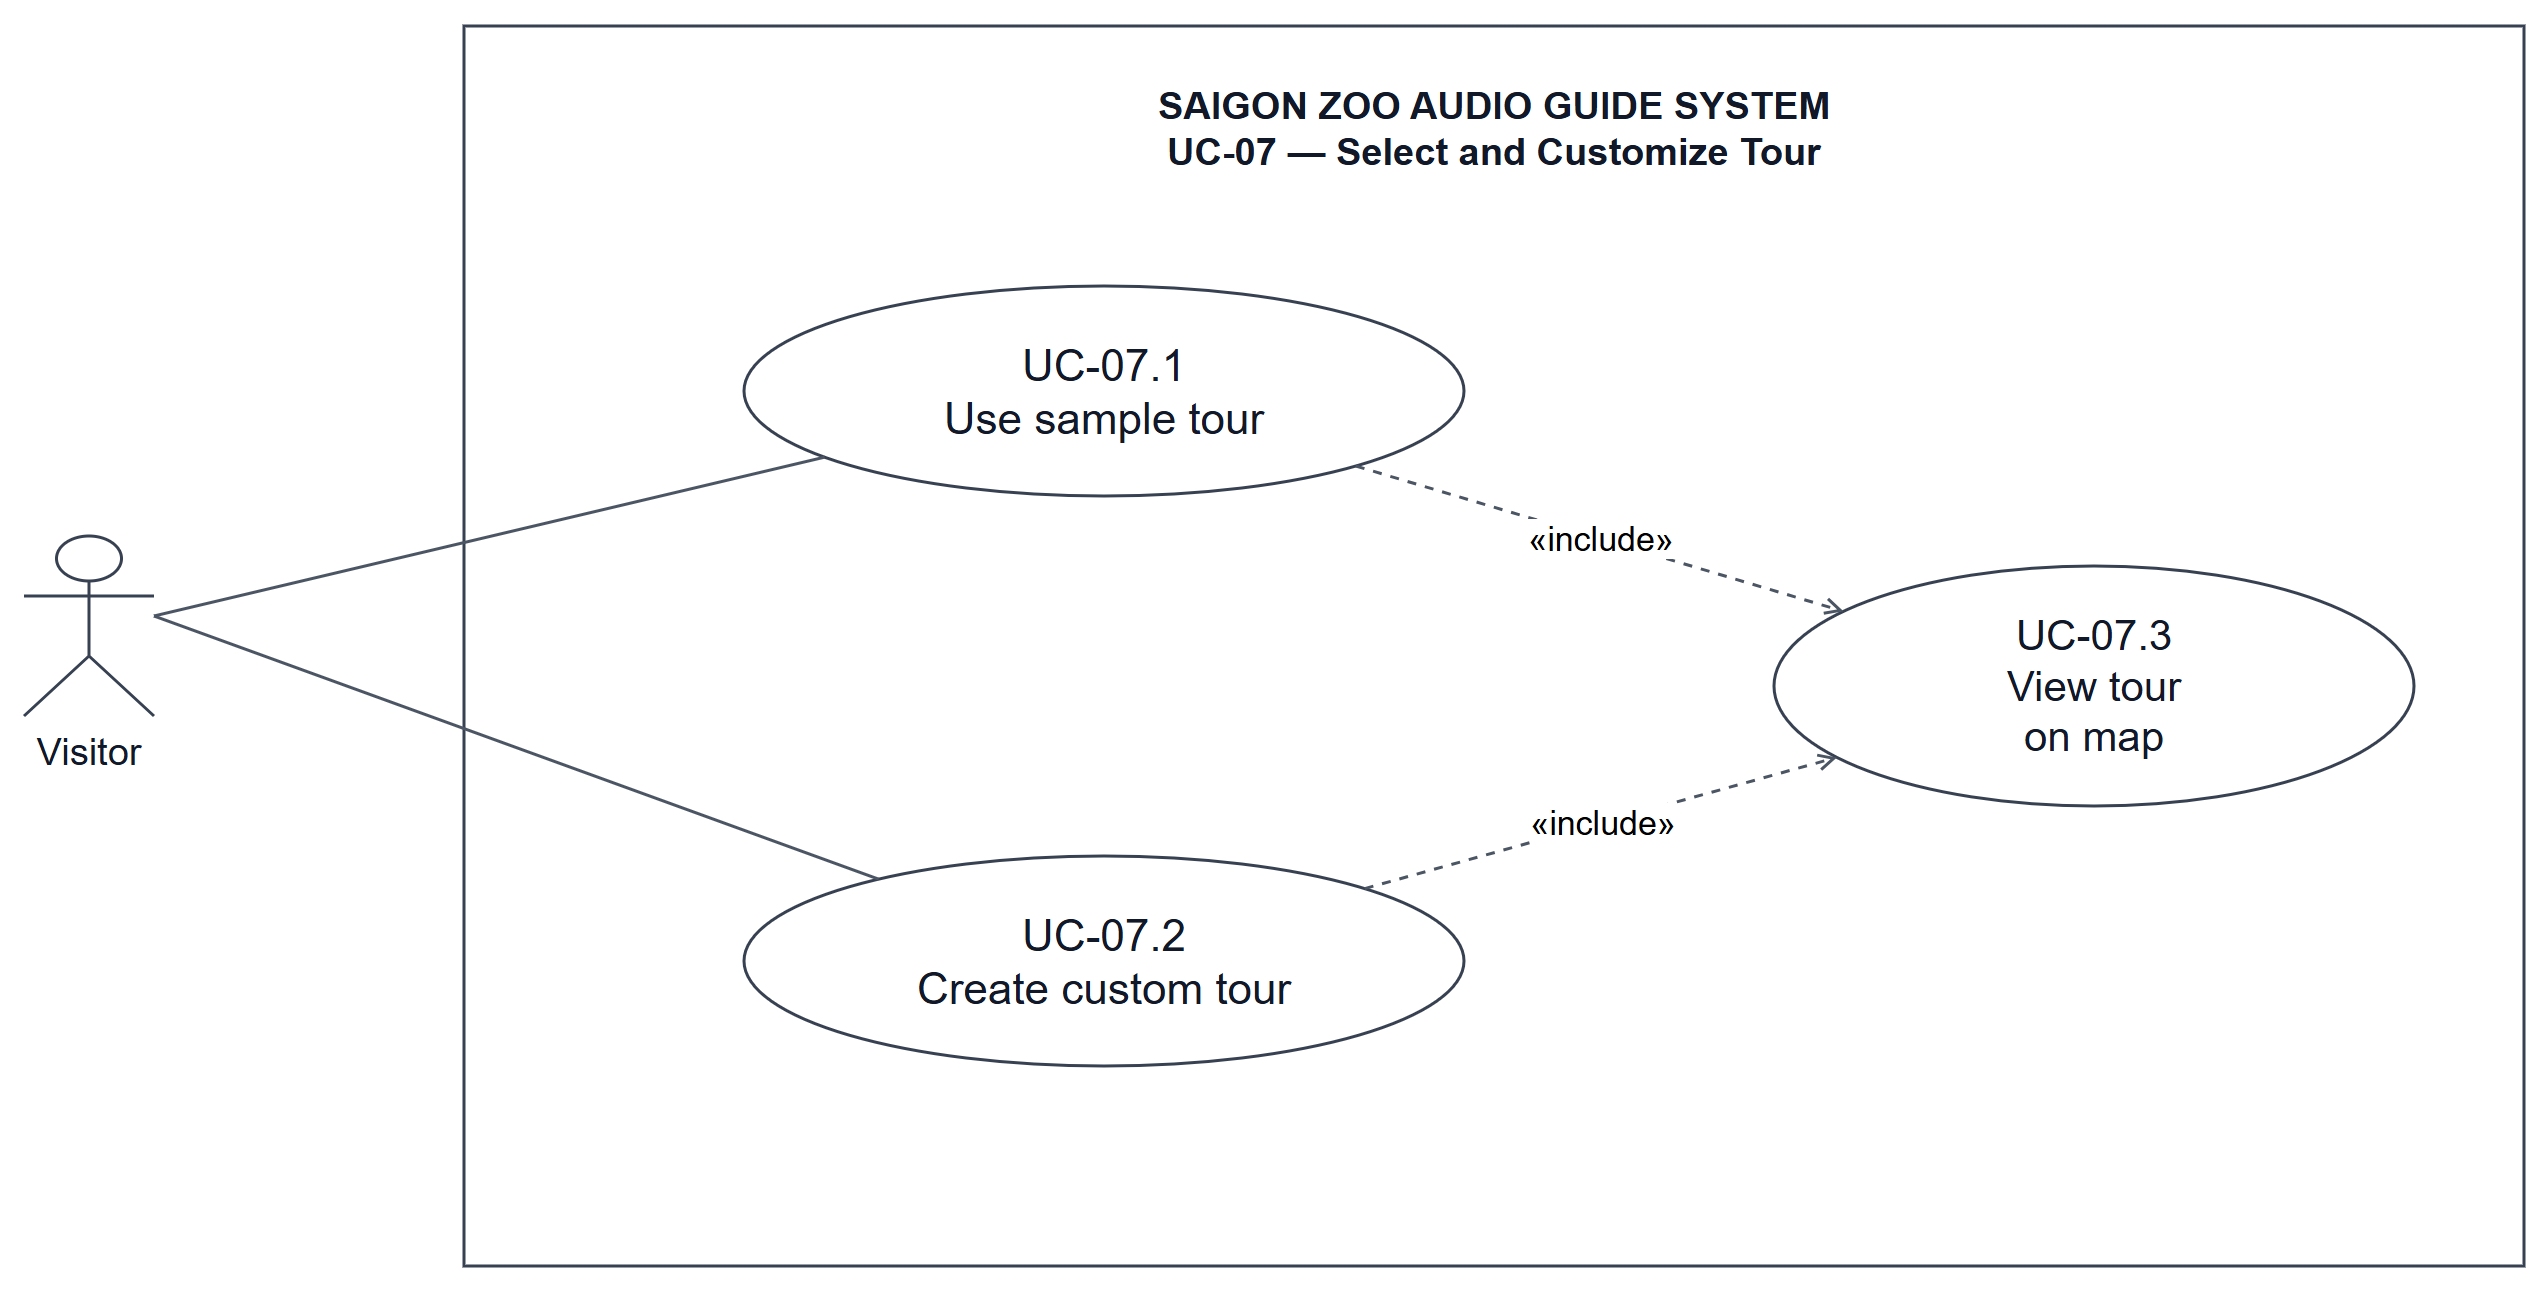 SAIGON ZOO AUDIO GUIDE SYSTEM
UC-07 — Select and Customize Tour
UC-07.1
Use sample tour
«include»
Visitor
UC-07.3
View tour
on map
«include»
UC-07.2
Create custom tour